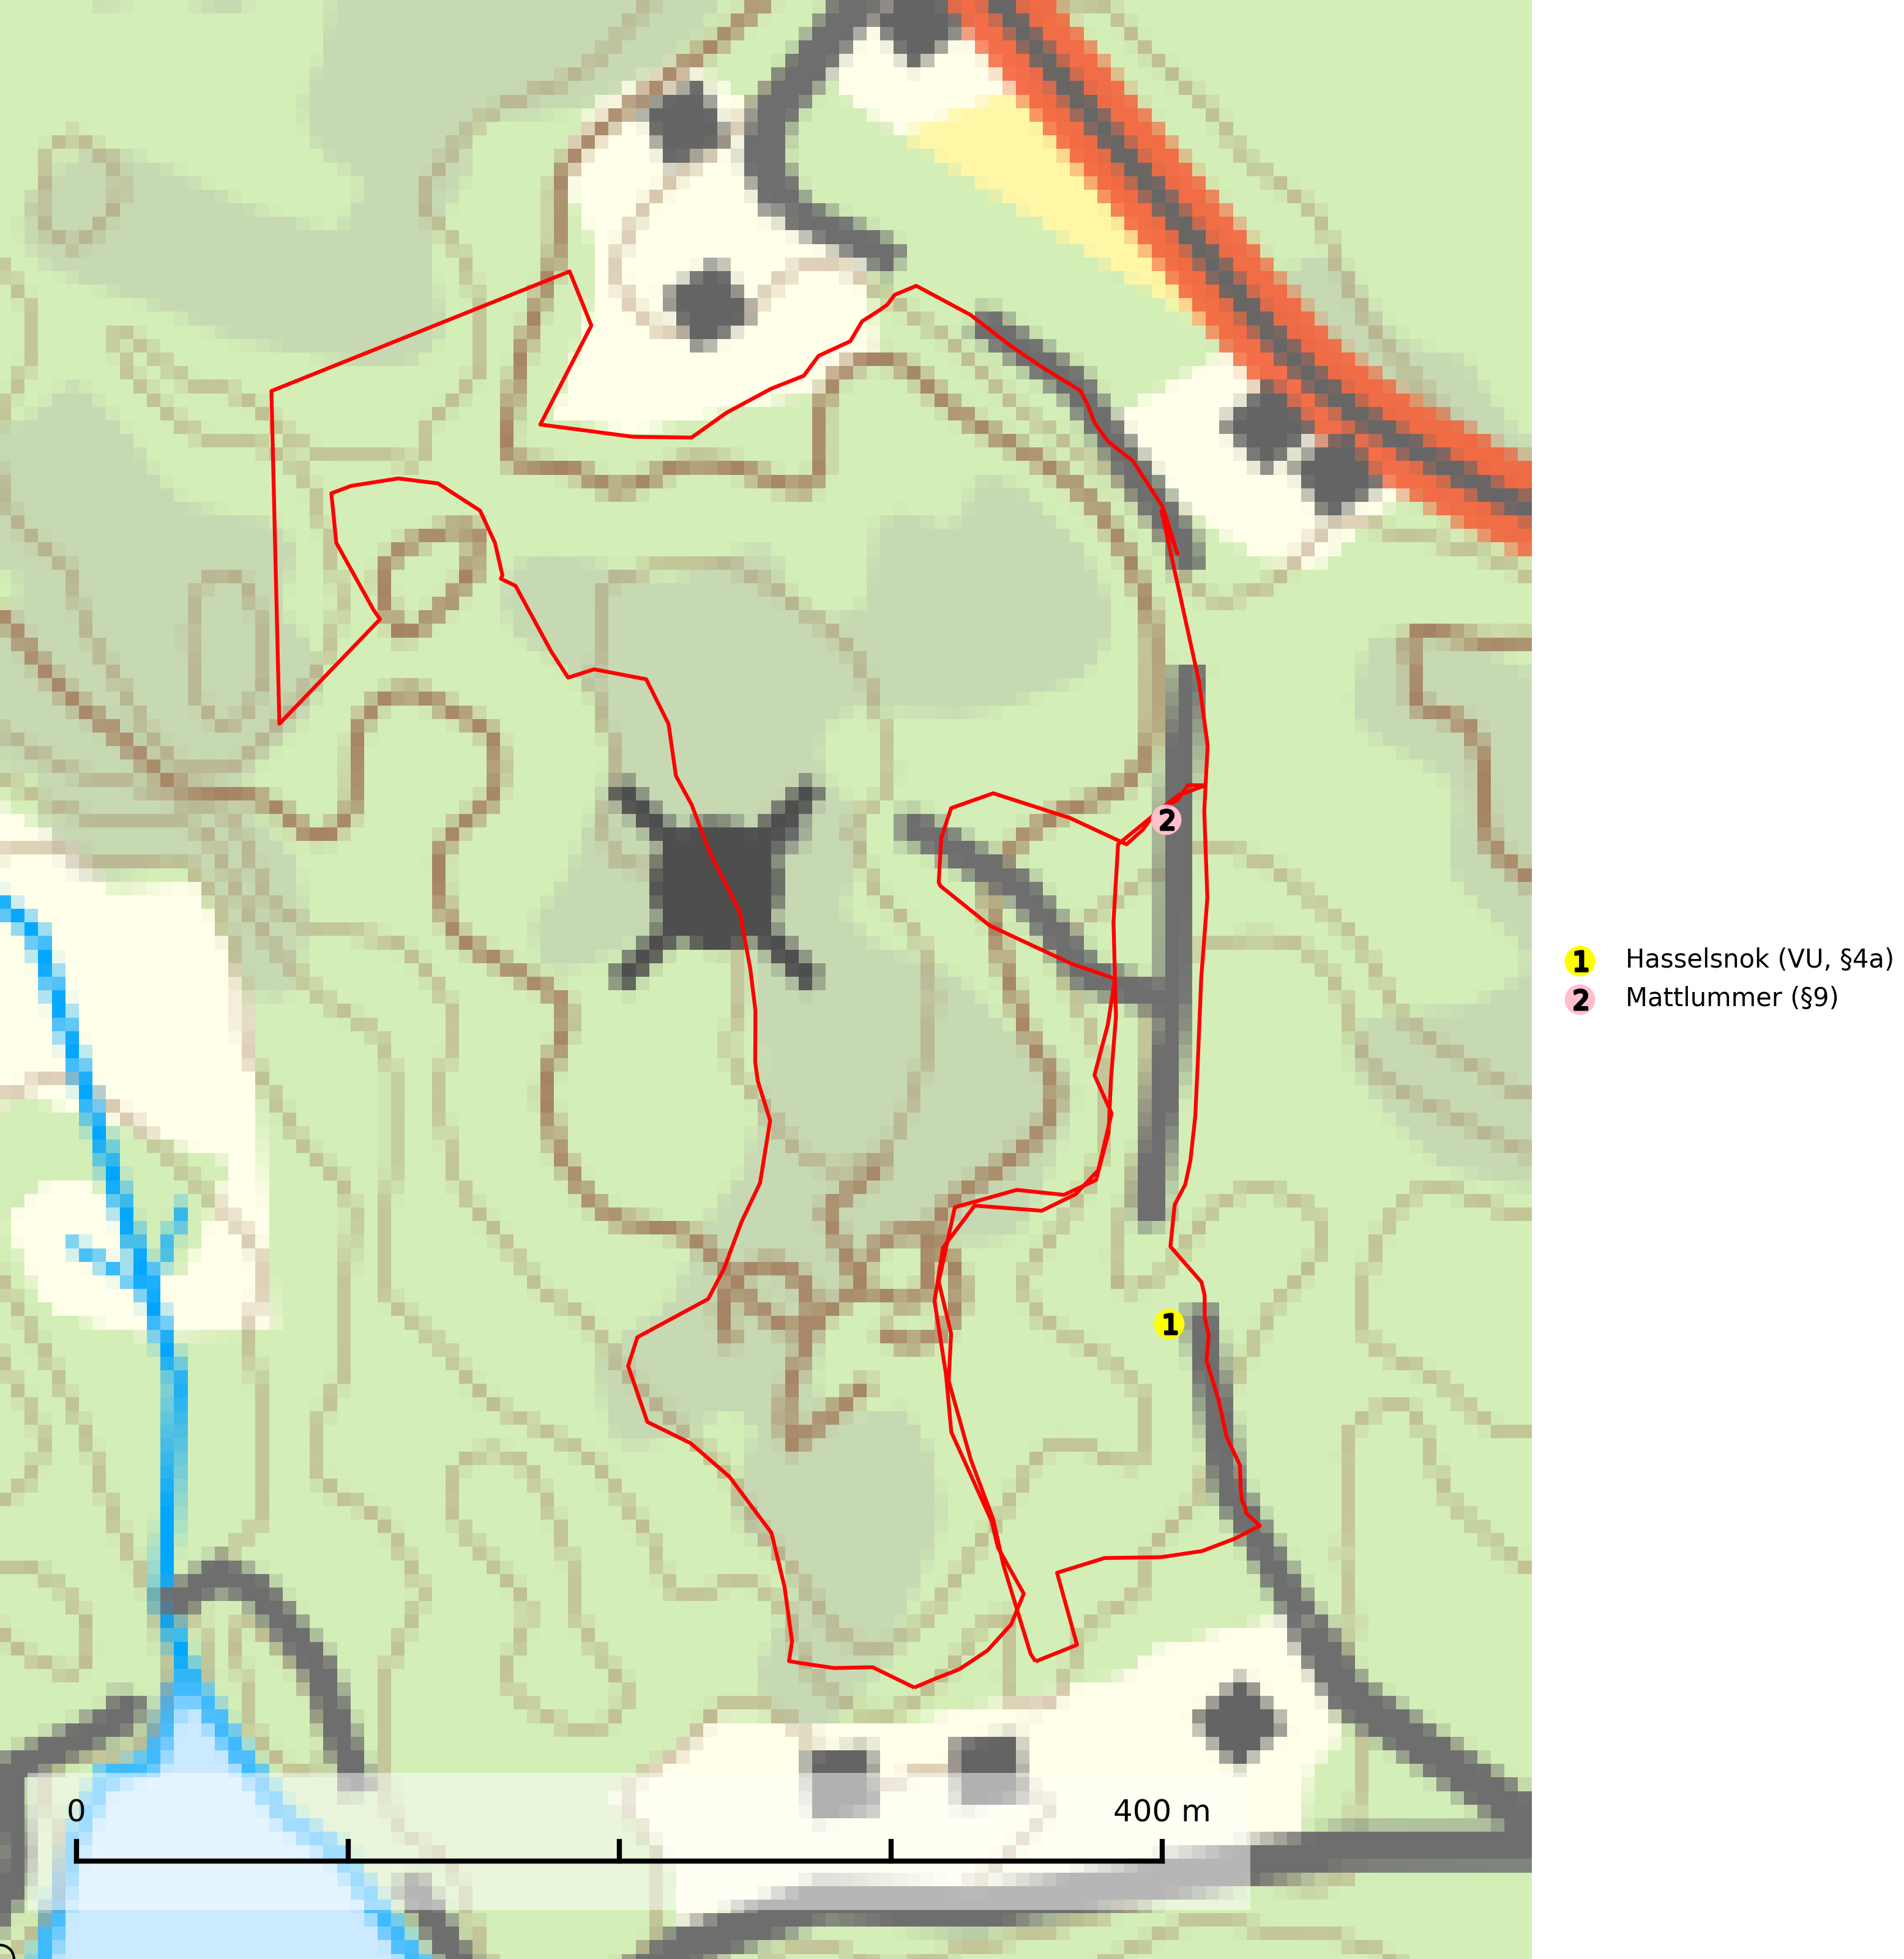 2
1
1 Hasselsnok (VU, §4a)
2 Mattlummer (§9)
0 400 m